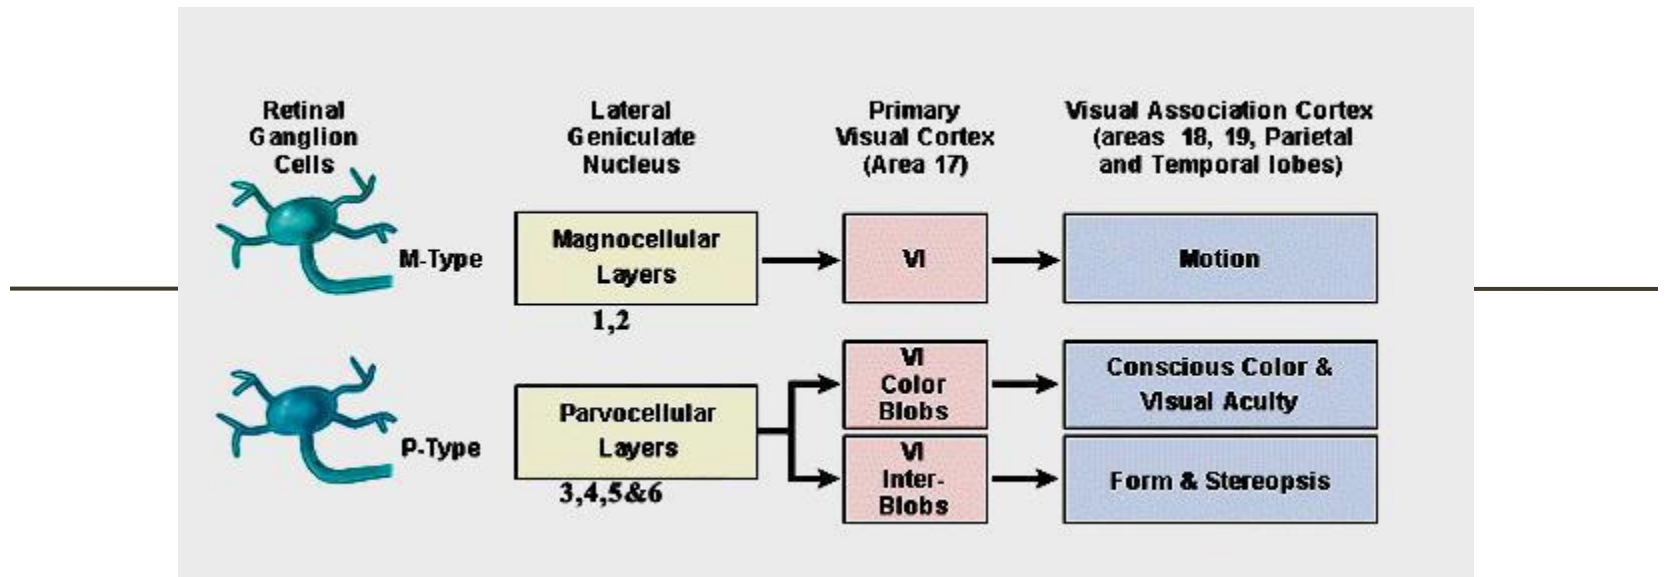 Retinal
Ganglion
Cells
Lateral
Geniculate
Nucleus
Primary
Visual Cortex
(Area 17)
Visual Association Cortex
(areas 18, 19, Parietal
and Temporal lobes)
M-Type
Magnocellular
Layers
1,2
VI
Motion
P-Type
Parvocellular
Layers
3,4,5&6
VI
Color
Blobs
Conscious Color &
Visual Acuity
VI
Inter-
Blobs
Form & Stereopsis